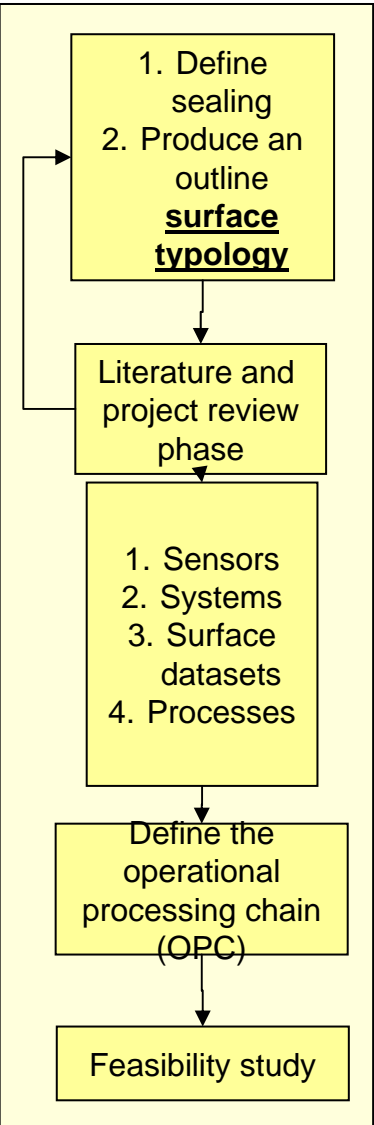 1. Define
sealing
2. Produce an
outline
surface
typology
Literature and
project review
phase
1. Sensors
2. Systems
3. Surface
datasets
4. Processes
Define the
operational
processing chain
(OPC)
Feasibility study